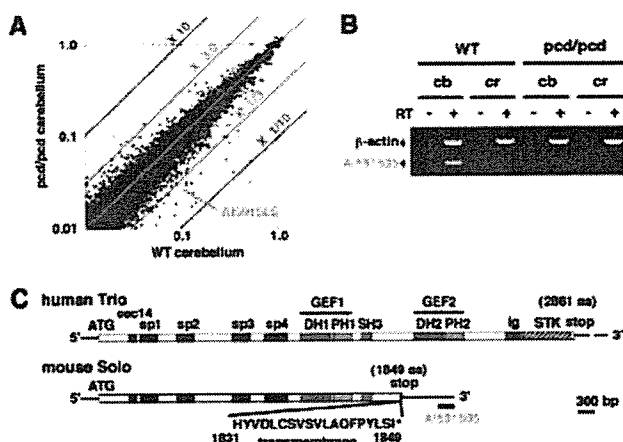 A
1.0
X 10
pcd/pcd cerebellum
0.1
X 1/10
0.01
0.1
1.0
WT cerebellum
B
WT
pcd/pcd
cb
cr
cb
cr
RT
-
+
-
+
-
+
-
+
β-actin
C
human Trio
GEF1
GEF2
(2861 aa)
ATG
sec14
sp1
sp2
sp3
sp4
DH1
PH1
SH3
DH2
PH2
Ig
STK
stop
5'
3'
mouse Solo
(1849 aa)
ATG
stop
5'
3'
HYVDLCSVSVLAOFPYLSI*
300 bp
1831
transmembrane
1849